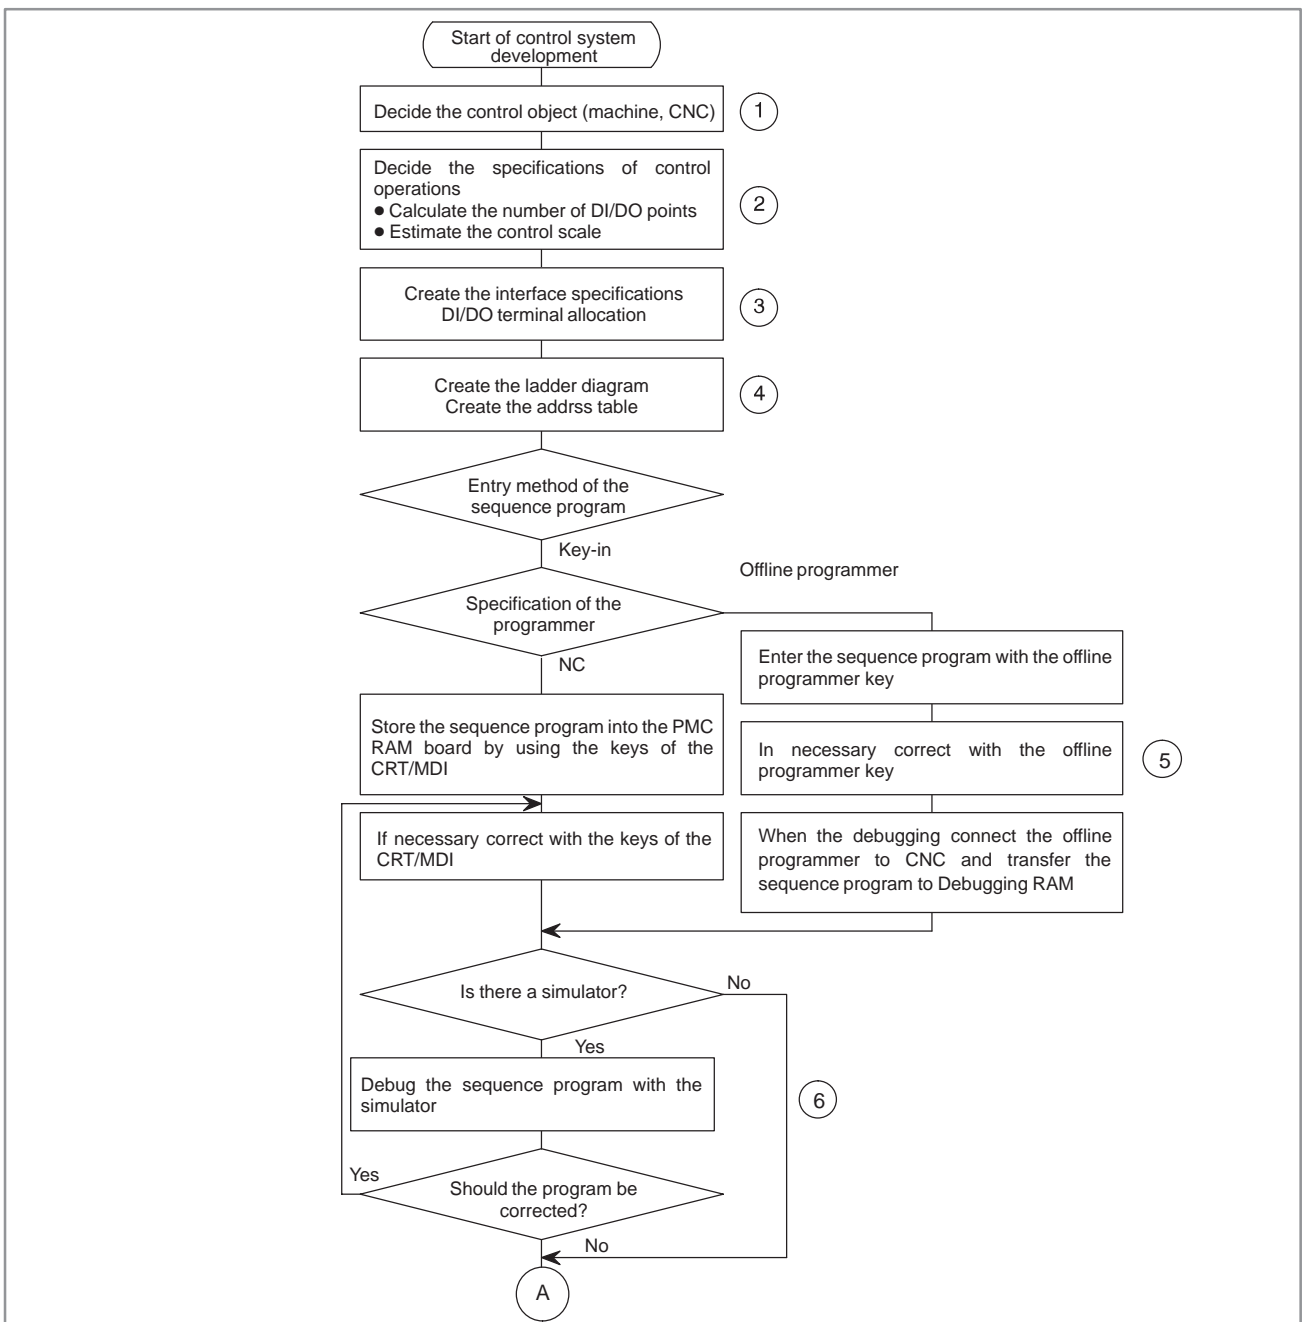 Start of control system
development
Decide the control object (machine, CNC)
1
Decide the specifications of control
operations
● Calculate the number of DI/DO points
● Estimate the control scale
2
Create the interface specifications
DI/DO terminal allocation
3
Create the ladder diagram
Create the addrss table
4
Entry method of the
sequence program
Key-in
Offline programmer
Specification of the
programmer
NC
Enter the sequence program with the offline
programmer key
Store the sequence program into the PMC
RAM board by using the keys of the
CRT/MDI
In necessary correct with the offline
programmer key
5
If necessary correct with the keys of the
CRT/MDI
When the debugging connect the offline
programmer to CNC and transfer the
sequence program to Debugging RAM
Is there a simulator?
No
Yes
Debug the sequence program with the
simulator
6
Yes
Should the program be
corrected?
No
A